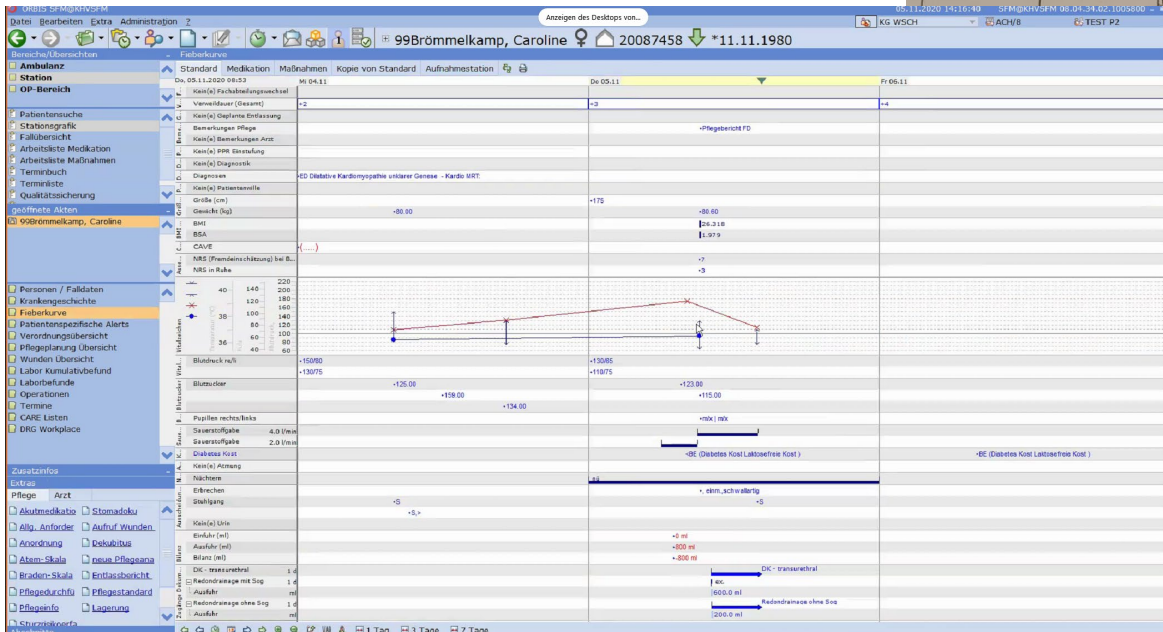 ORBIS SFM@KHVSFM 05.11.2020 14:16:40 SFM@KHVSFM 08.04.34.02.1005800
Anzeigen des Desktops von...
Datei Bearbeiten Extra Administration ? KG WSCH ACH/8 TEST P2
99Brömmelkamp, Caroline ♀ 20087458 *11.11.1980
Bereiche/Übersichten
Ambulanz
Station
OP-Bereich
Patientensuche
Stationsgrafik
Fallübersicht
Arbeitsliste Medikation
Arbeitsliste Maßnahmen
Terminbuch
Terminliste
Qualitätssicherung
geöffnete Akten
99Brömmelkamp, Caroline
Personen / Falldaten
Krankengeschichte
Fieberkurve
Patientenspezifische Alerts
Verordnungsübersicht
Pflegeplanung Übersicht
Wunden Übersicht
Labor Kumulativbefund
Laborbefunde
Operationen
Termine
CARE Listen
DRG Workplace
Zusatzinfos
Extras
Pflege Arzt
Akutmedikatio Stomadoku
Allg. Anforder Aufruf Wunden
Anordnung Dekubitus
Atem-Skala neue Pflegeana
Braden-Skala Entlassbericht
Pflegedurchfü Pflegestandard
Pflegeinfo Lagerung
Sturzrisikoerfa
Fieberkurve
Standard Medikation Maßnahmen Kopie von Standard Aufnahmestation
Do, 05.11.2020 08:53 Mi 04.11 Do 05.11 Fr 06.11
Kein(e) Fachabteilungswechsel
Verweildauer (Gesamt) 2 3 4
Kein(e) Geplante Entlassung
Bemerkungen Pflege Pflegebericht FD
Kein(e) Bemerkungen Arzt
Kein(e) PPR Einstufung
Kein(e) Diagnostik
Diagnosen ED Dilatative Kardiomyopathie unklarer Genese - Kardio MRT:
Kein(e) Patientenwille
Größe (cm) 175
Gewicht (kg) 80.00 80.60
BMI 26.318
BSA 1.979
CAVE (.....)
NRS (Fremdeinschätzung) bei B...
NRS in Ruhe 3
Vitalzeichen
40 38 36
140 120 100 80 60 40
220 200 180 160 140 120 100 80 60
Blutdruck re/li 150/80 130/65
130/75 110/75
Blutzucker 125.00 123.00
159.00 115.00
134.00
Pupillen rechts/links m/x | m/x
Sauerstoffgabe 4.0 l/min
Sauerstoffgabe 2.0 l/min
Diabetes Kost BE (Diabetes Kost Laktosefreie Kost ) BE (Diabetes Kost Laktosefreie Kost )
Kein(e) Atmung
Nüchtern
Erbrechen , einm.,schwallartig
Stuhlgang S S
S,>
Kein(e) Urin
Einfuhr (ml) 0 ml
Ausfuhr (ml) 800 ml
Bilanz (ml) -800 ml
DK - transurethral 1 d DK - transurethral
Redondrainage mit Sog 1 d ex.
Ausfuhr ml 600.0 ml
Redondrainage ohne Sog 1 d Redondrainage ohne Sog
Ausfuhr ml 200.0 ml
1 Tag 3 Tage 7 Tage